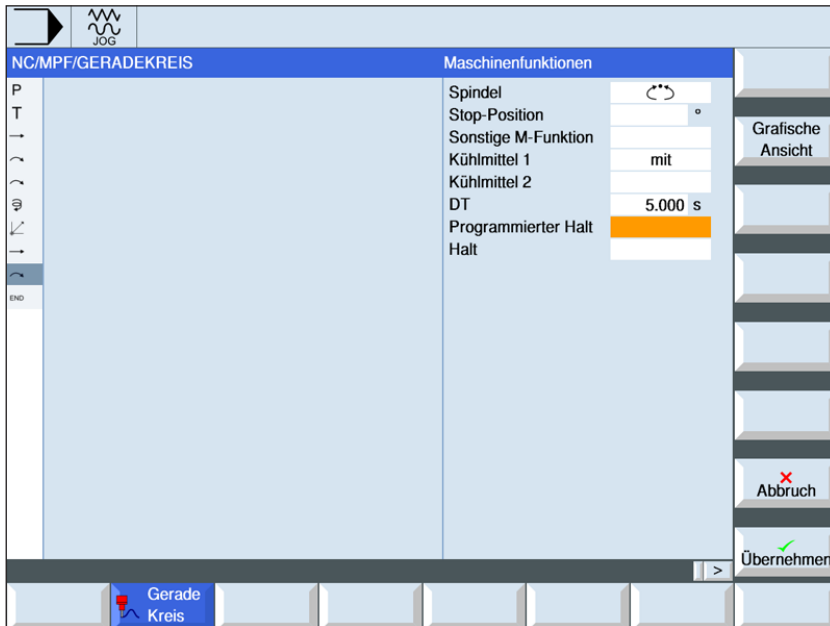 JOG
NC/MPF/GERADEKREIS
Maschinenfunktionen
P
T
END
Spindel
Stop-Position °
Sonstige M-Funktion
Kühlmittel 1 mit
Kühlmittel 2
DT 5.000 s
Programmierter Halt
Halt
Grafische
Ansicht
Abbruch
Übernehmen
>
Gerade
Kreis